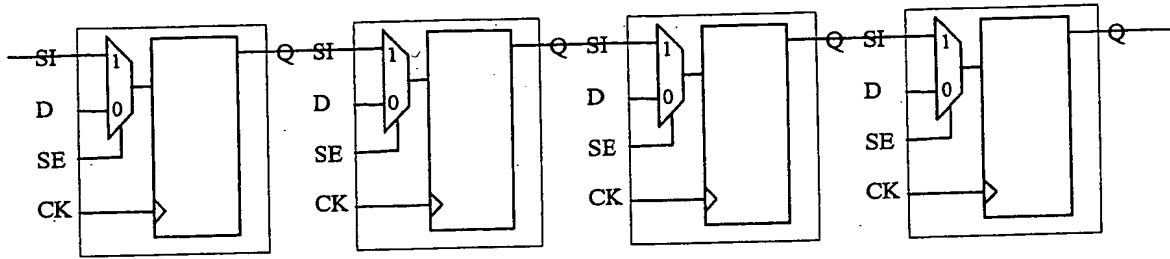 SI 1 Q SI 1 Q SI 1 Q SI 1 Q
D 0 D 0 D 0 D 0
SE SE SE SE
CK CK CK CK